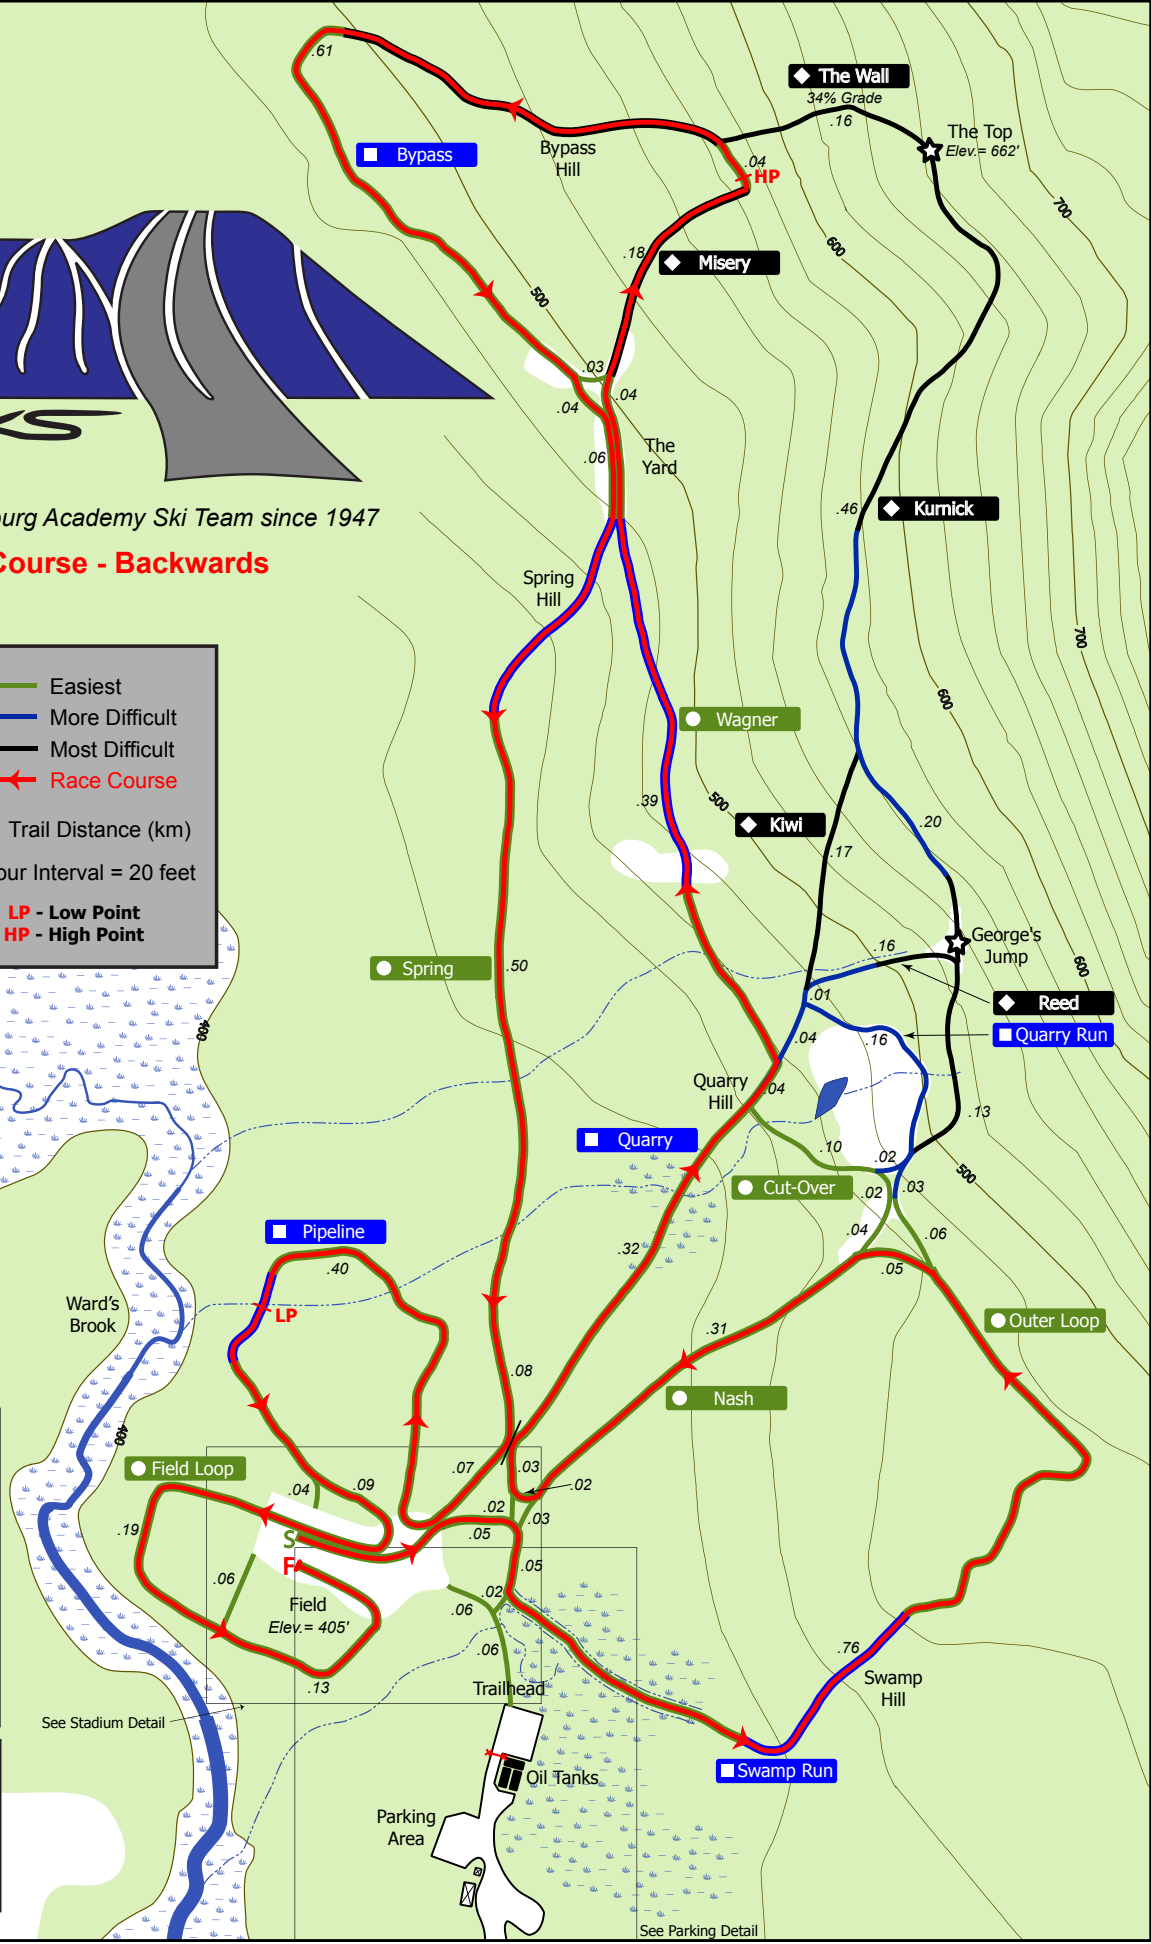 .61
The Wall
34% Grade
.16
The Top
Elev.= 662'
Bypass
Bypass
Hill
.04
HP
700
600
.18
Misery
500
.03
.04
.04
The
Yard
.06
KS
burg Academy Ski Team since 1947
Course - Backwards
.46
Kurnick
Spring
Hill
Easiest
More Difficult
Most Difficult
Race Course
Trail Distance (km)
our Interval = 20 feet
LP - Low Point
HP - High Point
700
600
Wagner
.39
500
Kiwi
.20
.17
George's
Jump
.16
600
Spring
.50
.01
Reed
Quarry Run
400
.04
.16
Quarry
Hill
.04
.13
Quarry
.10
.02
500
Cut-Over
.02
.03
Pipeline
.04
.06
.32
.40
.05
Ward's
Brook
LP
Outer Loop
.31
.08
Nash
400
Field Loop
.07
.03
.04
.09
.02
.02
.03
.19
S
.05
F
.05
.06
.02
Field
Elev.= 405'
.06
.06
.76
Swamp
Hill
.13
Trailhead
See Stadium Detail
Swamp Run
Oil Tanks
Parking
Area
See Parking Detail